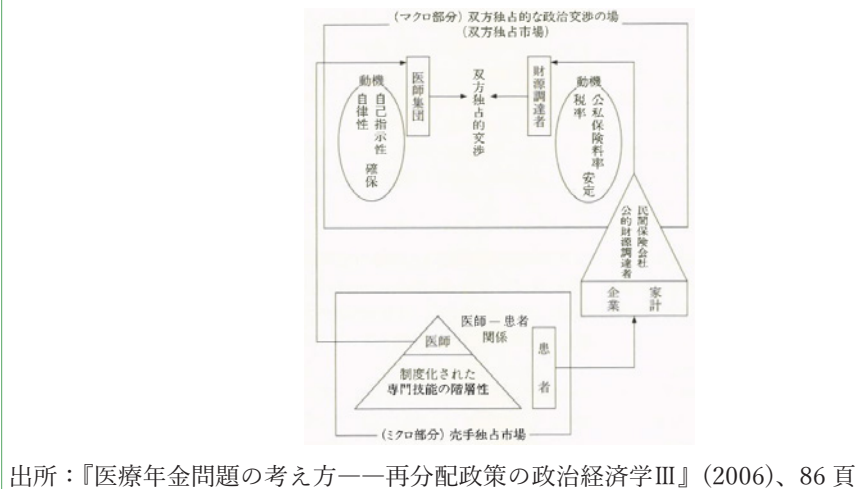 (マクロ部分) 双方独占的な政治交渉の場
(双方独占市場)
動機
自己指示性
自律性
確保
医師集団
双方独占的交渉
財源調達者
動機
公私保険料率
税率
安定
民間保険会社
公的財源調達者
家計
企業
医師 ― 患者
関係
医師
制度化された
専門技能の階層性
患者
(ミクロ部分) 売手独占市場
出所:『医療年金問題の考え方——再分配政策の政治経済学Ⅲ』(2006)、86 頁